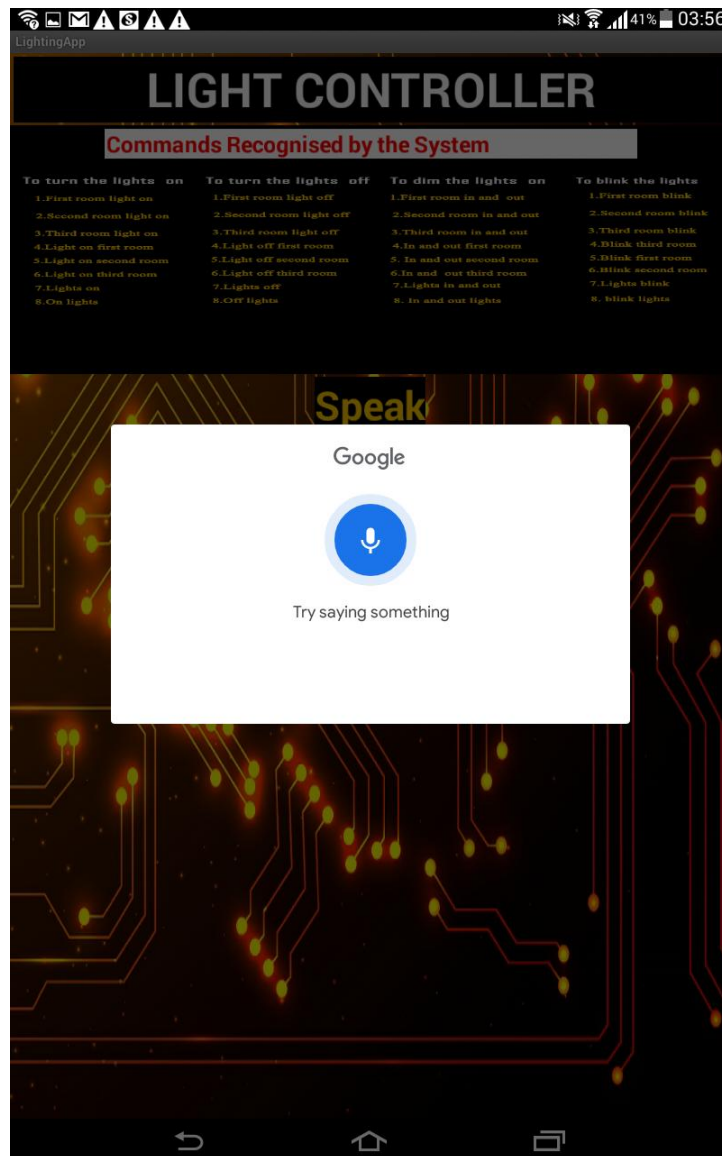 41% 03:56
LightingApp
LIGHT CONTROLLER
Commands Recognised by the System
To turn the lights on
1.First room light on
2.Second room light on
3.Third room light on
4.Light on first room
5.Light on second room
6.Light on third room
7.Lights on
8.On lights
To turn the lights off
1.First room light off
2.Second room light off
3.Third room light off
4.Light off first room
5.Light off second room
6.Light off third room
7.Lights off
8.Off lights
To dim the lights on
1.First room in and out
2.Second room in and out
3.Third room in and out
4.In and out first room
5. In and out second room
6.In and out third room
7.Lights in and out
8. In and out lights
To blink the lights
1.First room blink
2.Second room blink
3.Third room blink
4.Blink third room
5.Blink first room
6.Blink second room
7.Lights blink
8. blink lights
Speak
Google
Try saying something